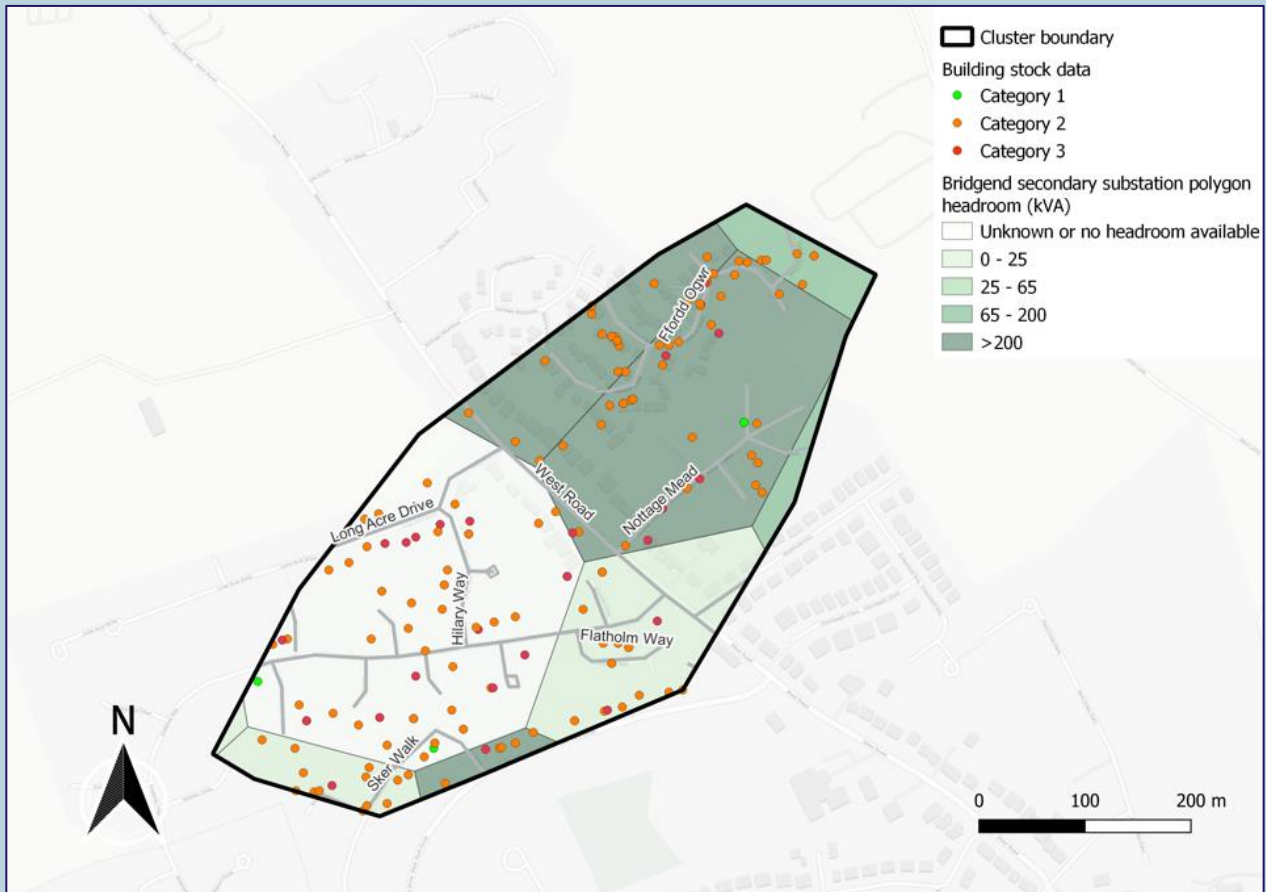 Cluster boundary
Building stock data
Category 1
Category 2
Category 3
Bridgend secondary substation polygon
headroom (kVA)
Unknown or no headroom available
0 - 25
25 - 65
65 - 200
>200
Ffordd Ogwr
West Road
Nottage Mead
Long Acre Drive
Hilary Way
Flatholm Way
Sker Walk
N
0 100 200 m